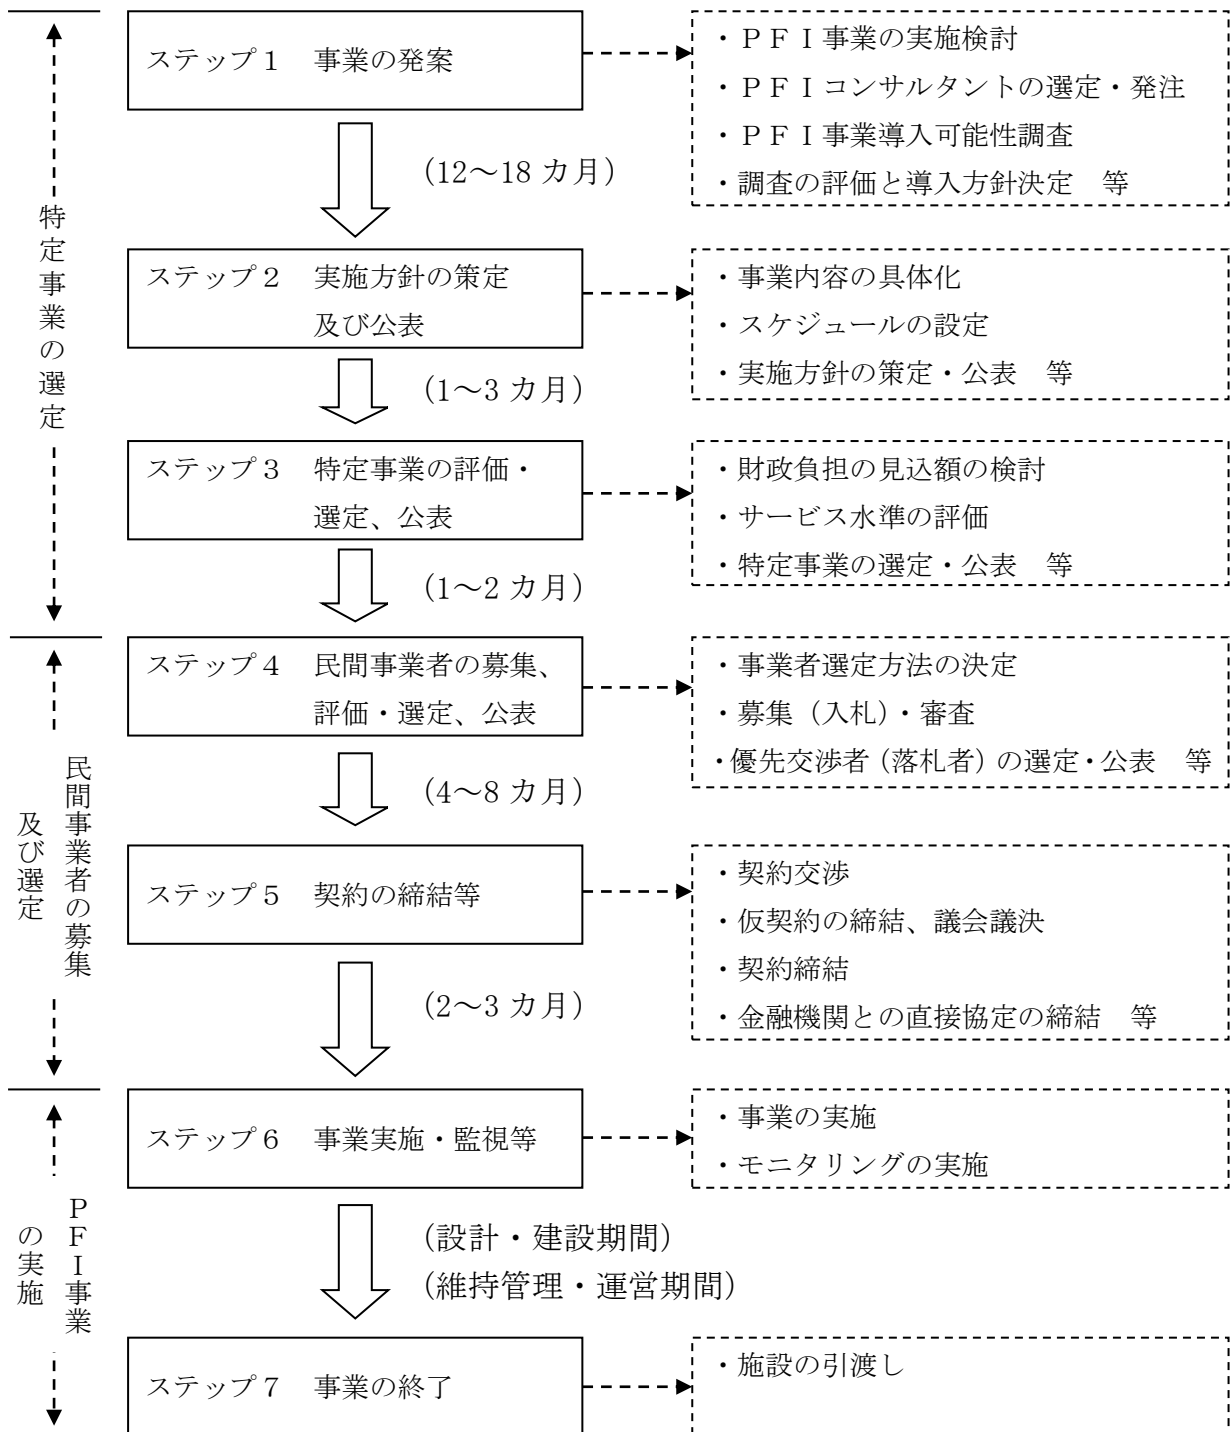 特定事業の選定
ステップ１　事業の発案
・ＰＦＩ事業の実施検討
・ＰＦＩコンサルタントの選定・発注
・ＰＦＩ事業導入可能性調査
・調査の評価と導入方針決定　等
(12～18 カ月)
ステップ２　実施方針の策定
及び公表
・事業内容の具体化
・スケジュールの設定
・実施方針の策定・公表　等
(1～3 カ月)
ステップ３　特定事業の評価・
選定、公表
・財政負担の見込額の検討
・サービス水準の評価
・特定事業の選定・公表　等
(1～2 カ月)
民間事業者の募集
及び選定
ステップ４　民間事業者の募集、
評価・選定、公表
・事業者選定方法の決定
・募集（入札）・審査
・優先交渉者（落札者）の選定・公表　等
(4～8 カ月)
ステップ５　契約の締結等
・契約交渉
・仮契約の締結、議会議決
・契約締結
・金融機関との直接協定の締結　等
(2～3 カ月)
ＰＦＩ事業
の実施
ステップ６　事業実施・監視等
・事業の実施
・モニタリングの実施
(設計・建設期間)
(維持管理・運営期間)
ステップ７　事業の終了
・施設の引渡し